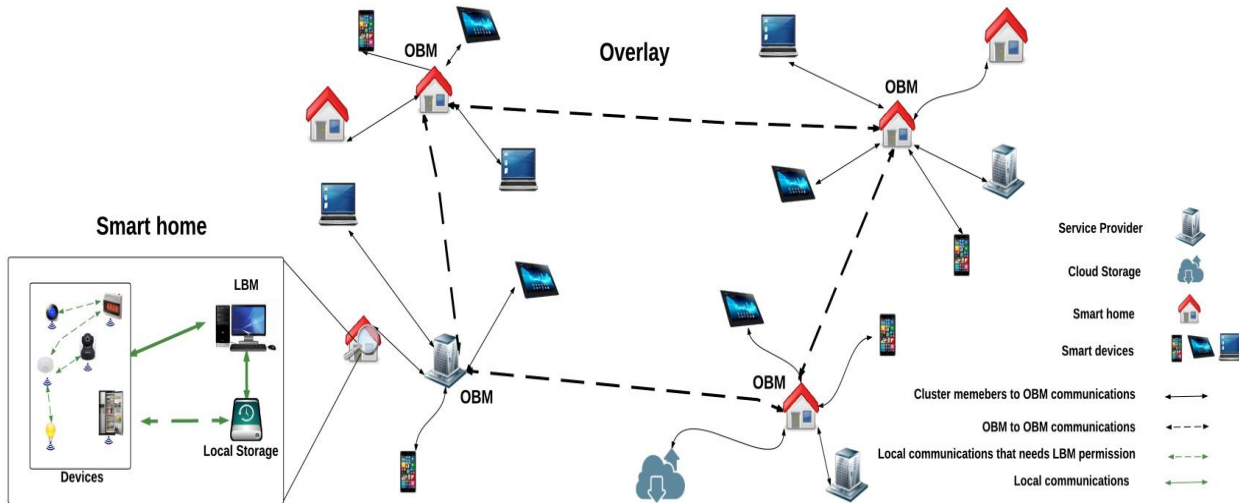 OBM
Overlay
OBM
Smart home
LBM
Local Storage
Devices
OBM
OBM
Service Provider
Cloud Storage
Smart home
Smart devices
Cluster memebers to OBM communications
OBM to OBM communications
Local communications that needs LBM permission
Local communications